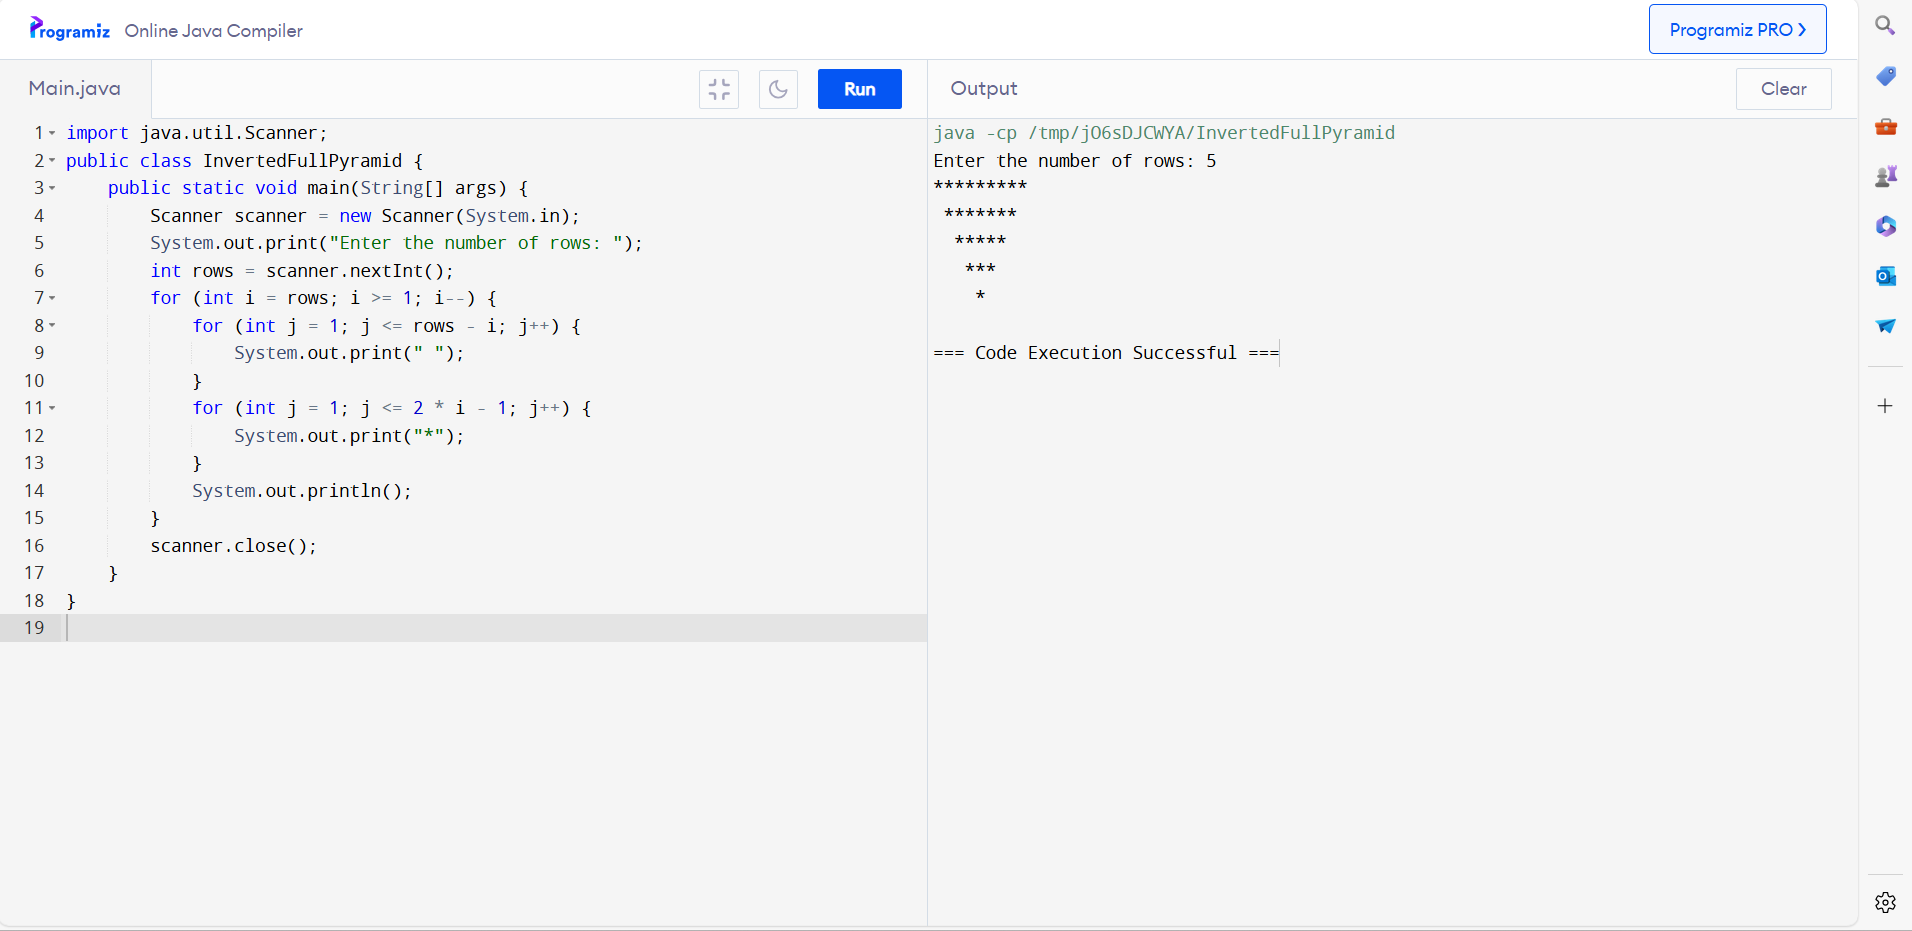 Programiz Online Java Compiler
Programiz PRO ❯
Main.java
Run
Output
Clear
1 import java.util.Scanner;
2 public class InvertedFullPyramid {
3     public static void main(String[] args) {
4         Scanner scanner = new Scanner(System.in);
5         System.out.print("Enter the number of rows: ");
6         int rows = scanner.nextInt();
7         for (int i = rows; i >= 1; i--) {
8             for (int j = 1; j <= rows - i; j++) {
9                 System.out.print(" ");
10             }
11             for (int j = 1; j <= 2 * i - 1; j++) {
12                 System.out.print("*");
13             }
14             System.out.println();
15         }
16         scanner.close();
17     }
18 }
19
java -cp /tmp/jO6sDJCWYA/InvertedFullPyramid
Enter the number of rows: 5
*********
 *******
  *****
   ***
    *
=== Code Execution Successful ===